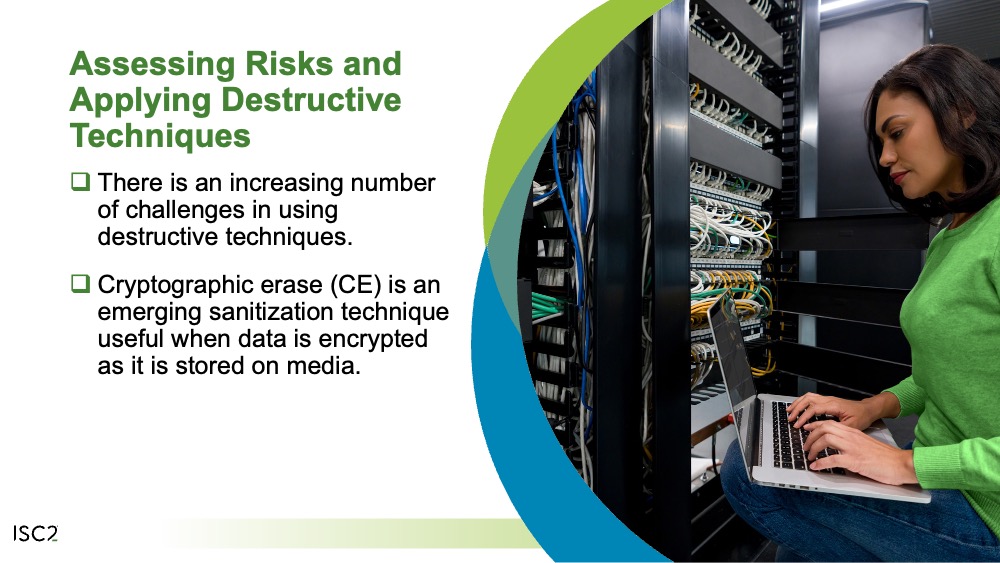 Assessing Risks and
Applying Destructive
Techniques
There is an increasing number
of challenges in using
destructive techniques.
Cryptographic erase (CE) is an
emerging sanitization technique
useful when data is encrypted
as it is stored on media.
ISC2